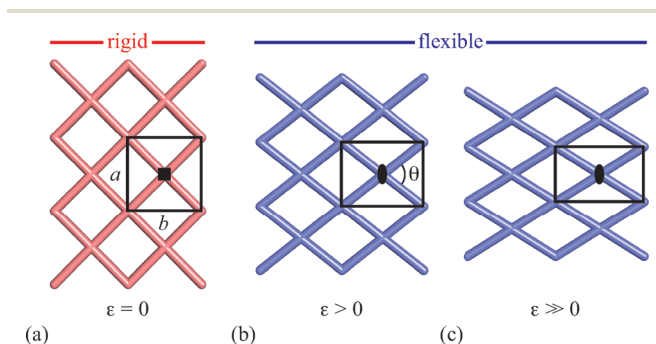 rigid
flexible
a
b
θ
ε = 0
ε > 0
ε ≫ 0
(a)
(b)
(c)